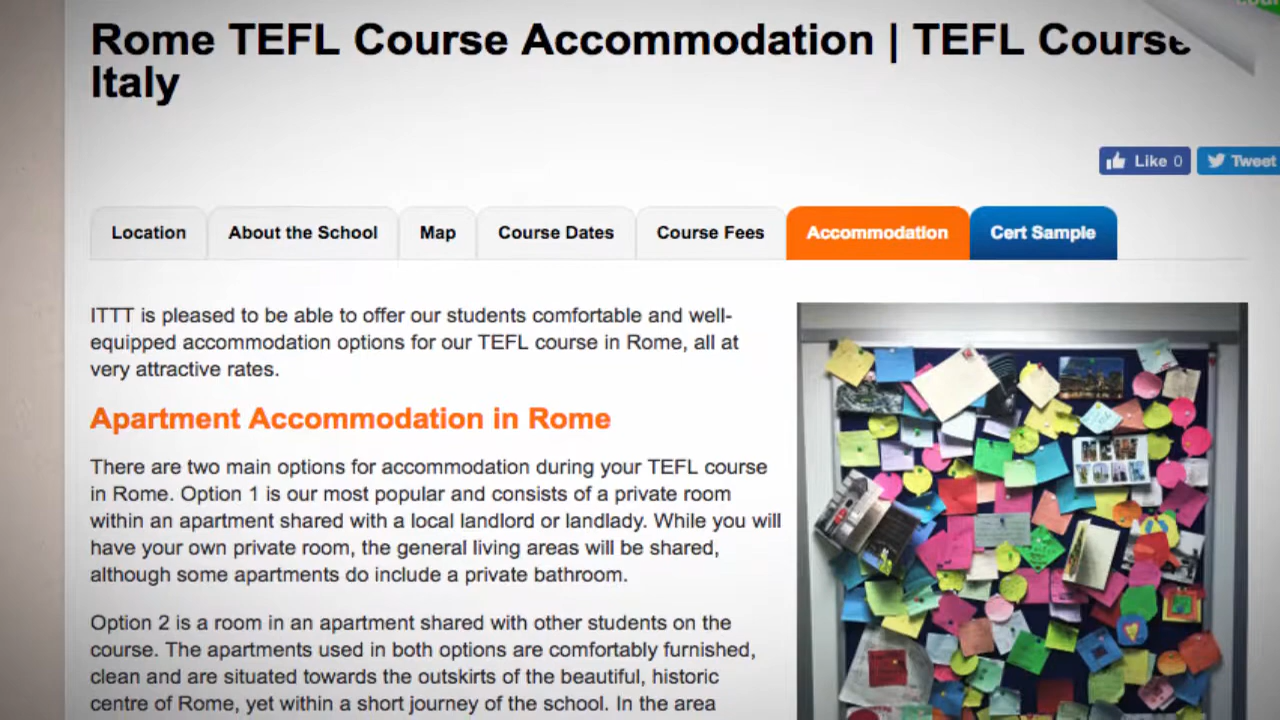 Rome TEFL Course Accommodation | TEFL Course
Italy
Like 0
Tweet
Location
About the School
Map
Course Dates
Course Fees
Accommodation
Cert Sample
ITTT is pleased to be able to offer our students comfortable and well-
equipped accommodation options for our TEFL course in Rome, all at
very attractive rates.
Apartment Accommodation in Rome
There are two main options for accommodation during your TEFL course
in Rome. Option 1 is our most popular and consists of a private room
within an apartment shared with a local landlord or landlady. While you will
have your own private room, the general living areas will be shared,
although some apartments do include a private bathroom.
Option 2 is a room in an apartment shared with other students on the
course. The apartments used in both options are comfortably furnished,
clean and are situated towards the outskirts of the beautiful, historic
centre of Rome, yet within a short journey of the school. In the area